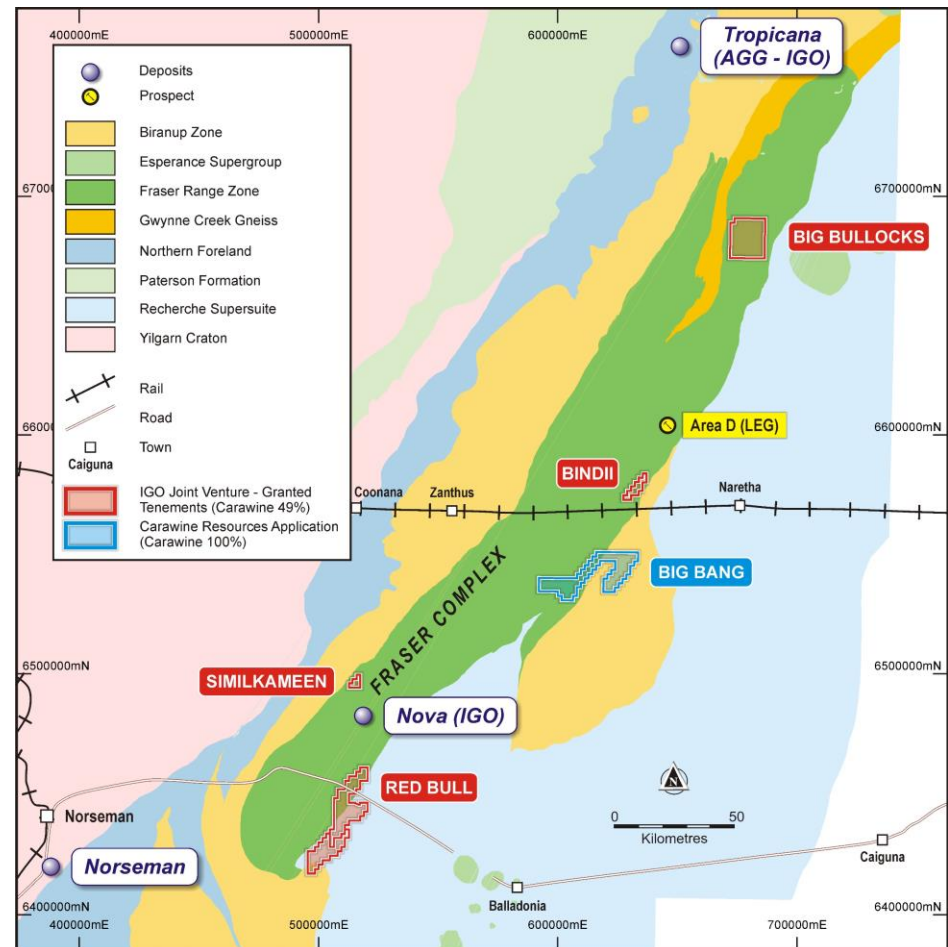 400000mE
500000mE
600000mE
Tropicana
(AGG - IGO)
Deposits
Prospect
Biranup Zone
Esperance Supergroup
Fraser Range Zone
Gwynne Creek Gneiss
Northern Foreland
Paterson Formation
Recherche Supersuite
Yilgarn Craton
Rail
Road
Town
Caiguna
IGO Joint Venture - Granted
Tenements (Carawine 49%)
Carawine Resources Application
(Carawine 100%)
6700000mN
BIG BULLOCKS
6600000mN
Area D (LEG)
BINDII
Coonana
Zanthus
Naretha
BIG BANG
FRASER COMPLEX
6500000mN
6500000mN
SIMILKAMEEN
Nova (IGO)
RED BULL
N
0
50
Kilometres
Norseman
Norseman
Caiguna
Balladonia
6400000mN
6400000mN
400000mE
500000mE
600000mE
700000mE